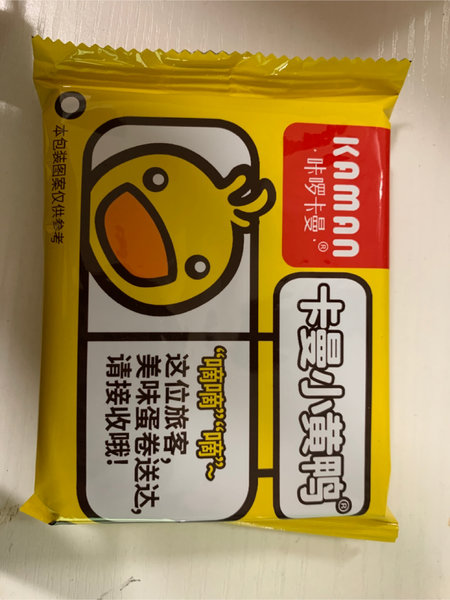 KAMAN
咔啰卡曼®
卡曼小黄鸭®
“嘀嘀”“嘀”~
这位旅客，
美味蛋卷送达，
请接收哦！
本包装图案仅供参考